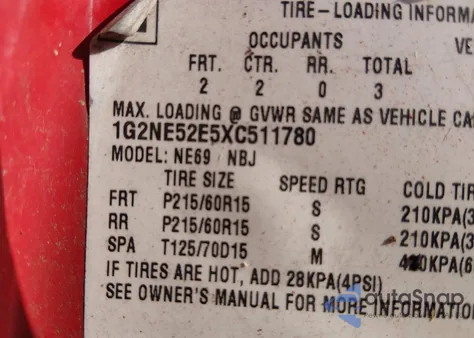 TIRE-LOADING INFORMA
OCCUPANTS VE
FRT. CTR. RR. TOTAL
2 2 0 3
MAX. LOADING @ GVWR SAME AS VEHICLE CA
1G2NE52E5XC511780
MODEL: NE69 NBJ
TIRE SIZE SPEED RTG COLD TIR
FRT P215/60R15 S 210KPA(3
RR P215/60R15 S 210KPA(3
SPA T125/70D15 M 420KPA(6
IF TIRES ARE HOT, ADD 28KPA(4PSI)
SEE OWNER'S MANUAL FOR MORE INFORMATION
autoSnap